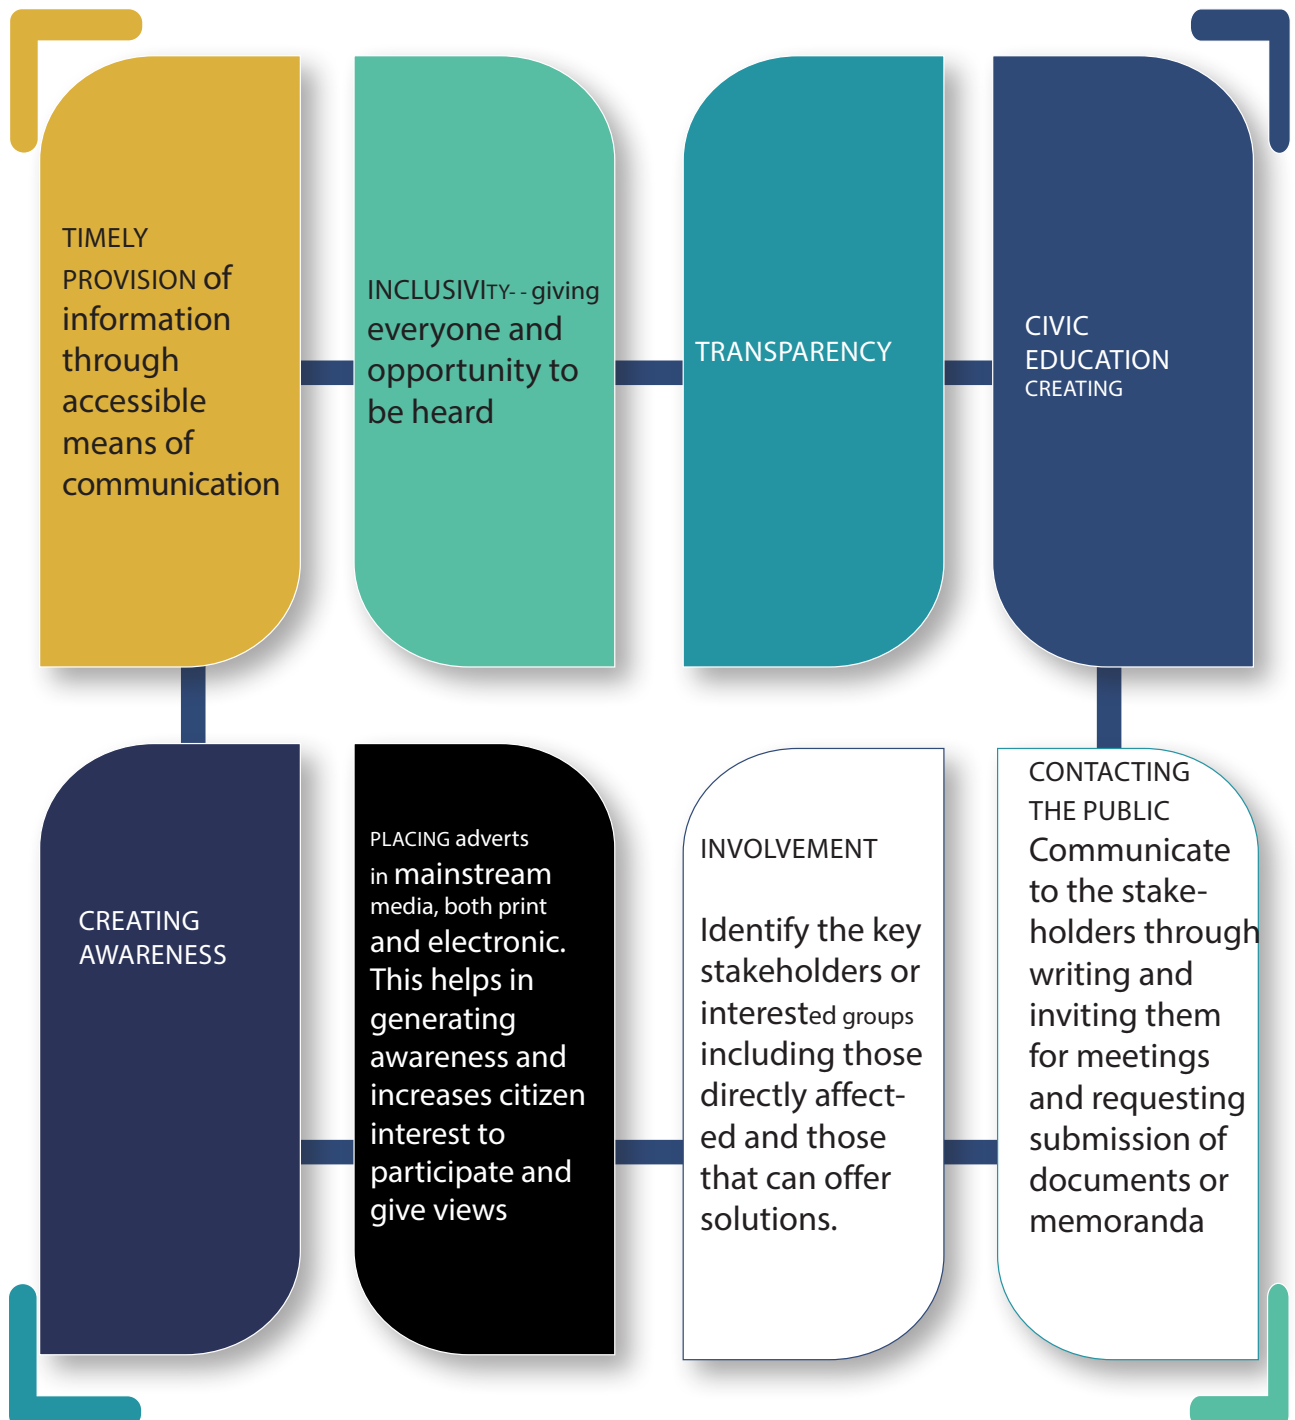 TIMELY
PROVISION of
information
through
accessible
means of
communication
INCLUSIVITY- - giving
everyone and
opportunity to
be heard
TRANSPARENCY
CIVIC
EDUCATION
CREATING
CREATING
AWARENESS
PLACING adverts
in mainstream
media, both print
and electronic.
This helps in
generating
awareness and
increases citizen
interest to
participate and
give views
INVOLVEMENT
Identify the key
stakeholders or
interested groups
including those
directly affect-
ed and those
that can offer
solutions.
CONTACTING
THE PUBLIC
Communicate
to the stake-
holders through
writing and
inviting them
for meetings
and requesting
submission of
documents or
memoranda